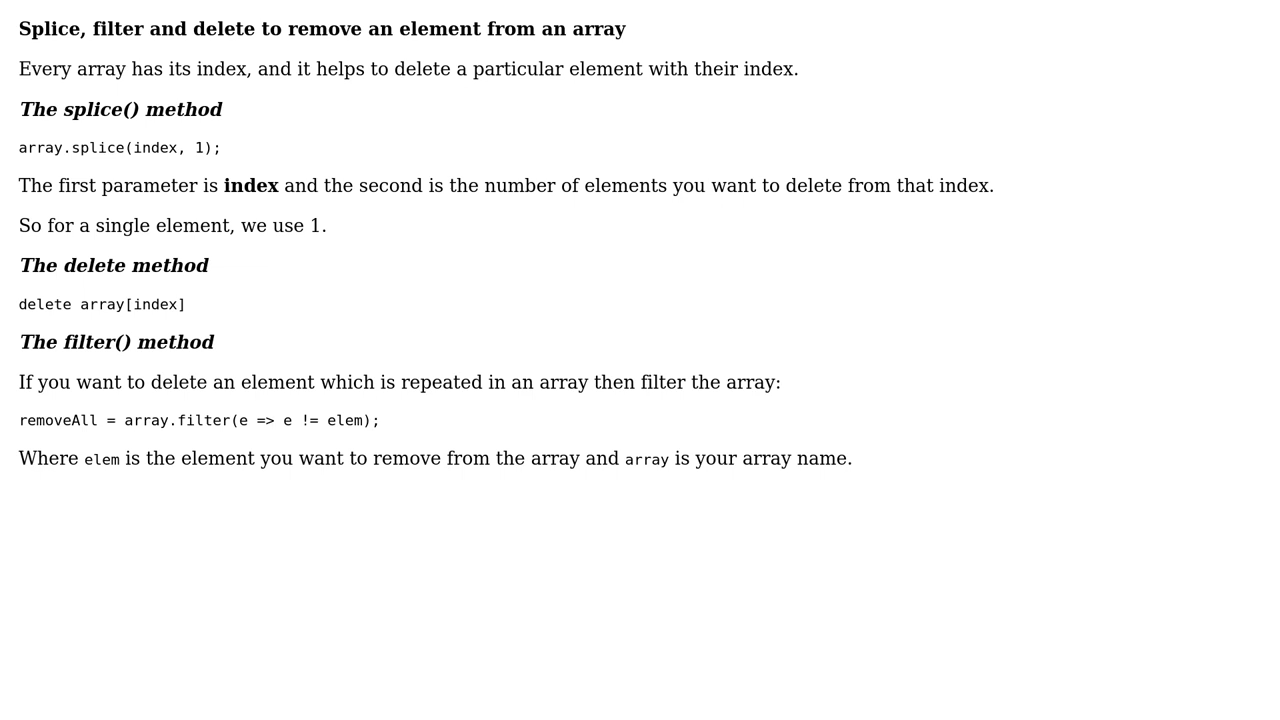 Splice, filter and delete to remove an element from an array
Every array has its index, and it helps to delete a particular element with their index.
The splice() method
array.splice(index, 1);
The first parameter is index and the second is the number of elements you want to delete from that index.
So for a single element, we use 1.
The delete method
delete array[index]
The filter() method
If you want to delete an element which is repeated in an array then filter the array:
removeAll = array.filter(e => e != elem);
Where elem is the element you want to remove from the array and array is your array name.